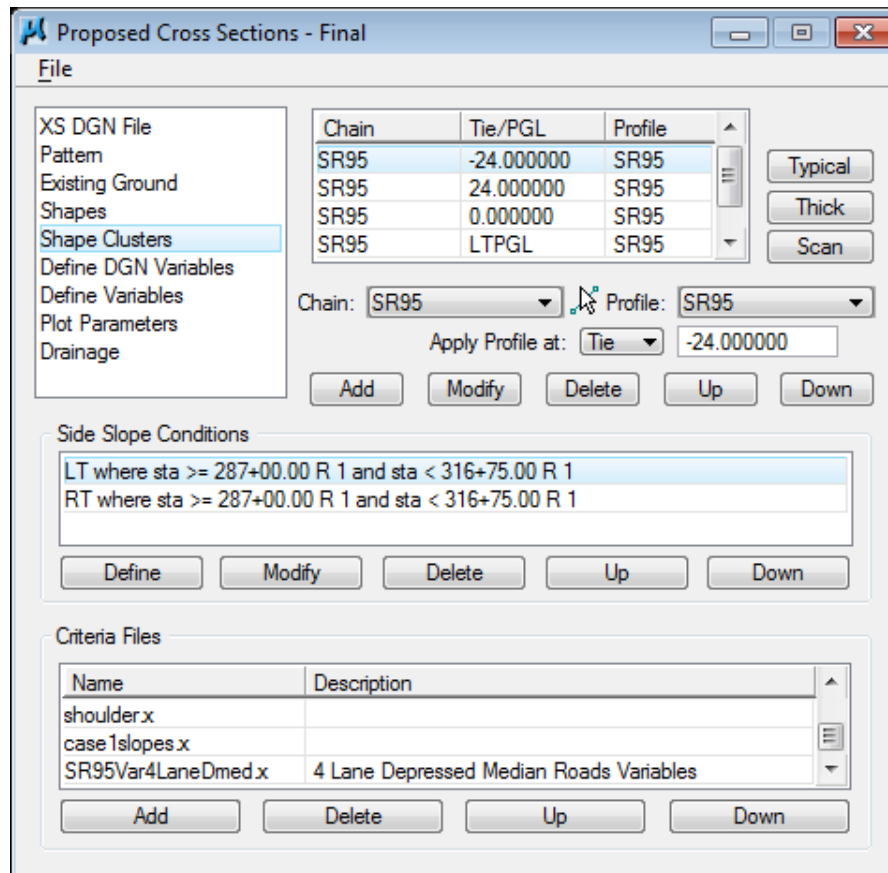 Proposed Cross Sections - Final
File
XS DGN File
Pattern
Existing Ground
Shapes
Shape Clusters
Define DGN Variables
Define Variables
Plot Parameters
Drainage
Chain Tie/PGL Profile
SR95 -24.000000 SR95
SR95 24.000000 SR95
SR95 0.000000 SR95
SR95 LTPGL SR95
Typical
Thick
Scan
Chain: SR95 Profile: SR95
Apply Profile at: Tie -24.000000
Add Modify Delete Up Down
Side Slope Conditions
LT where sta >= 287+00.00 R 1 and sta < 316+75.00 R 1
RT where sta >= 287+00.00 R 1 and sta < 316+75.00 R 1
Define Modify Delete Up Down
Criteria Files
Name Description
shoulder.x
case1slopes.x
SR95Var4LaneDmed.x 4 Lane Depressed Median Roads Variables
Add Delete Up Down